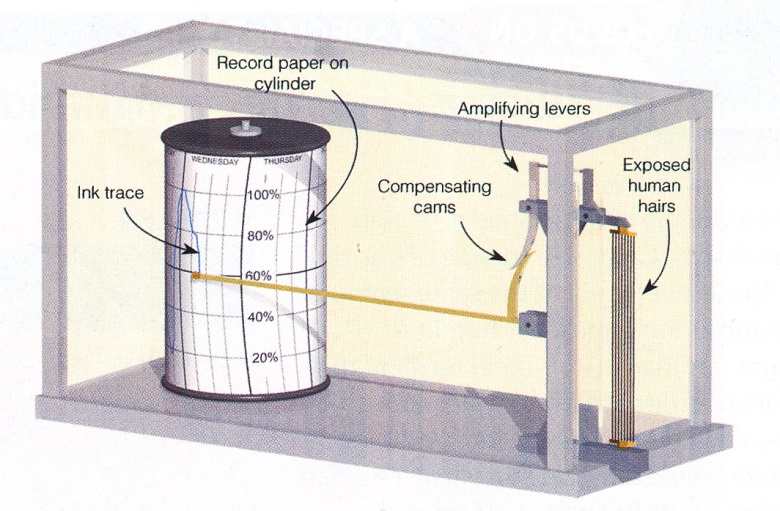 Record paper on
cylinder
Amplifying levers
Exposed
human
hairs
Compensating
cams
Ink trace
WEDNESDAY THURSDAY
100%
80%
60%
40%
20%